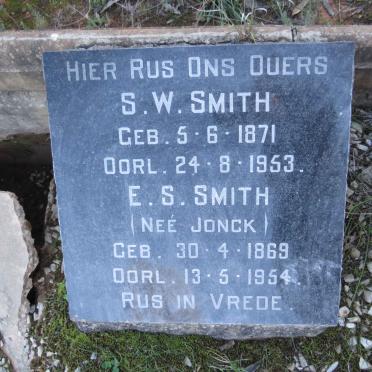 HIER RUS ONS OUERS
S.W. SMITH
GEB. 5·6·1871
OORL. 24·8·1953.
E.S. SMITH
(NEÉ JONCK)
GEB. 30·4·1869
OORL. 13·5·1954.
RUS IN VREDE.